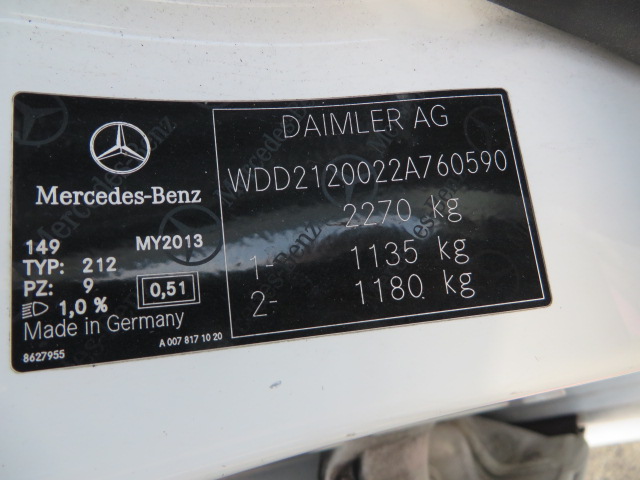 Mercedes-Benz
149 MY2013
TYP: 212
PZ: 9
1,0 % 0,51
Made in Germany
8627955 A 007 817 10 20
DAIMLER AG
WDD2120022A760590
2270 kg
1- 1135 kg
2- 1180 kg